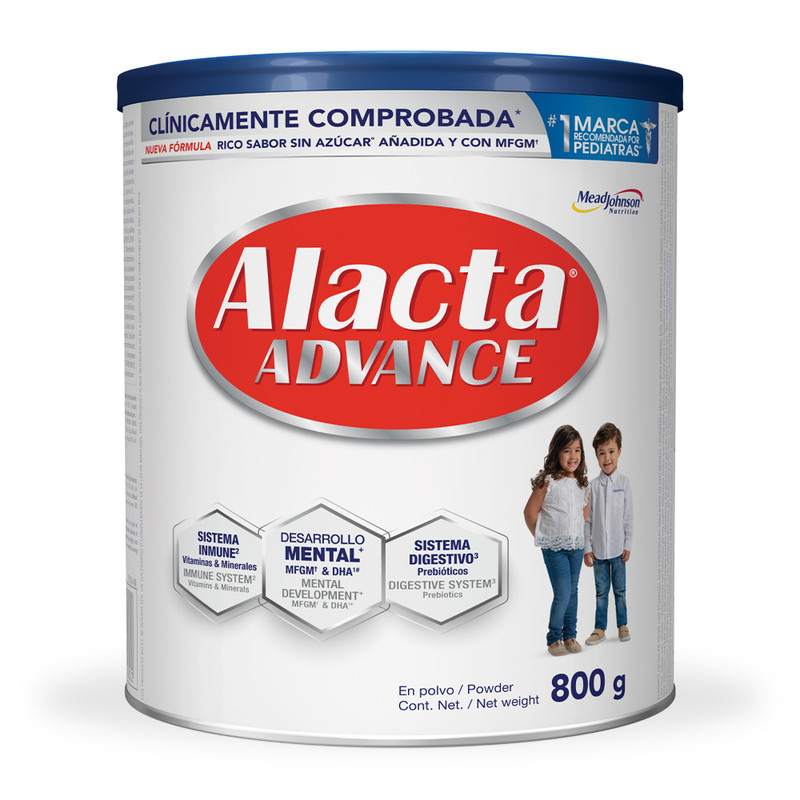 CLÍNICAMENTE COMPROBADA*
NUEVA FÓRMULA RICO SABOR SIN AZÚCAR* AÑADIDA Y CON MFGM†
#1 MARCA
RECOMENDADA POR
PEDIATRAS
MeadJohnson
Nutrition
Alacta®
ADVANCE
SISTEMA
INMUNE²
Vitaminas & Minerales
IMMUNE SYSTEM²
Vitamins & Minerals
DESARROLLO
MENTAL+
MFGM† & DHA¹#
MENTAL
DEVELOPMENT+
MFGM† & DHA¹#
SISTEMA
DIGESTIVO³
Prebióticos
DIGESTIVE SYSTEM³
Prebiotics
En polvo / Powder
Cont. Net. / Net weight 800 g